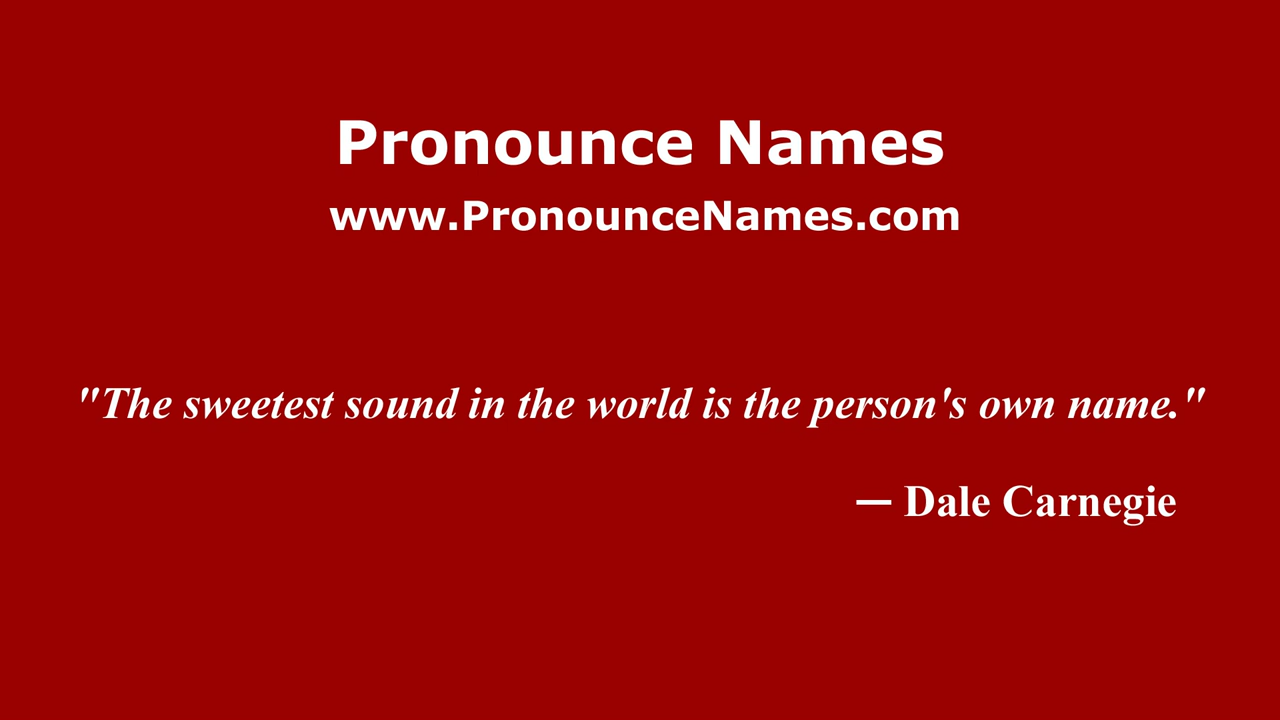 Pronounce Names
www.PronounceNames.com
"The sweetest sound in the world is the person's own name."
— Dale Carnegie